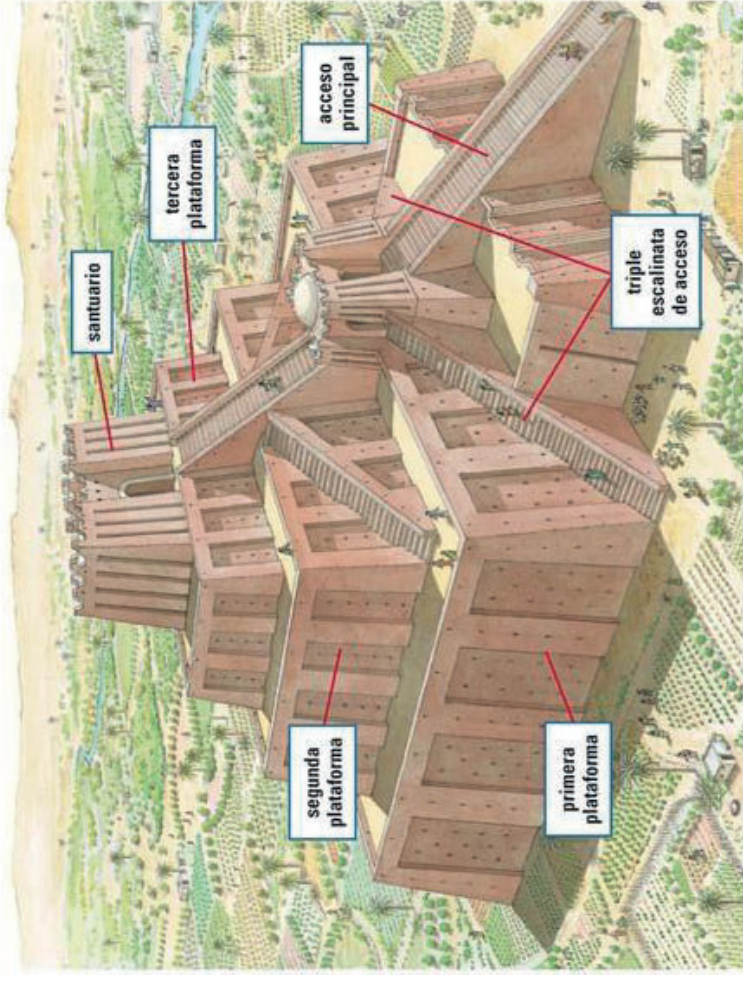 santuario
tercera
plataforma
acceso
principal
segunda
plataforma
primera
plataforma
triple
escalinata
de acceso